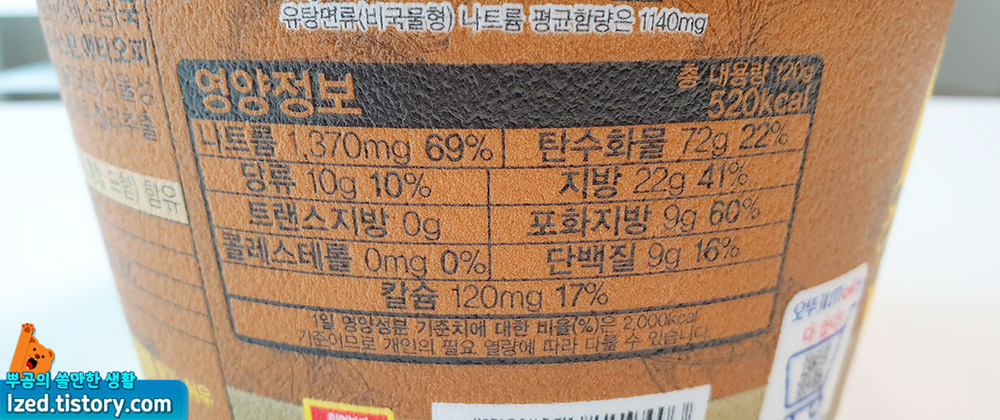 유탕면류(비국물형) 나트륨 평균함량은 1140mg
영양정보
총 내용량 120g
520kcal
나트륨 1,370mg 69%
탄수화물 72g 22%
당류 10g 10%
지방 22g 41%
트랜스지방 0g
포화지방 9g 60%
콜레스테롤 0mg 0%
단백질 9g 16%
칼슘 120mg 17%
1일 영양성분 기준치에 대한 비율(%)은 2,000kcal
기준이므로 개인의 필요 열량에 따라 다를 수 있습니다
함유
뿌곰의 쓸만한 생활
lzed.tistory.com